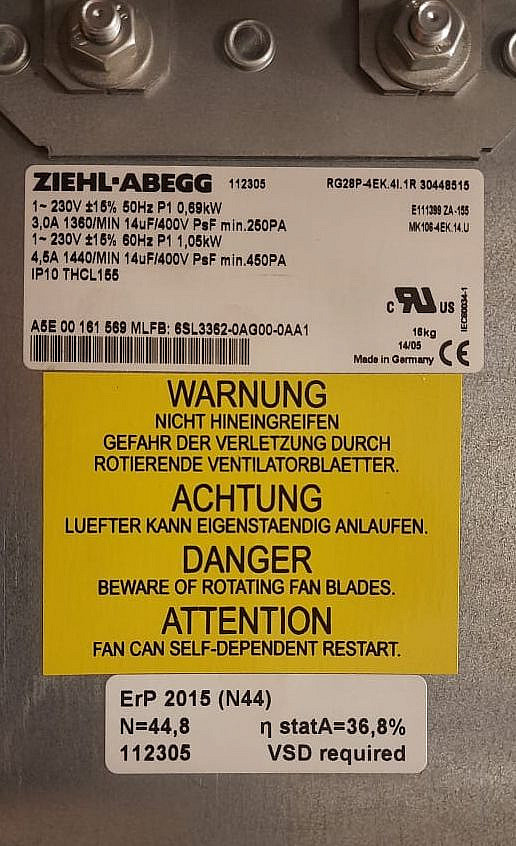 ZIEHL-ABEGG 112305 RG28P-4EK.4I.1R 30448515
1~ 230V ±15% 50Hz P1 0,69kW E111399 ZA-155
3,0A 1360/MIN 14uF/400V PsF min.250PA MK106-4EK.14.U
1~ 230V ±15% 60Hz P1 1,05kW
4,5A 1440/MIN 14uF/400V PsF min.450PA
IP10 THCL155
c RU US
IEC60034-1
A5E 00 161 569 MLFB: 6SL3362-0AG00-0AA1
16kg
14/05
Made in Germany CE
WARNUNG
NICHT HINEINGREIFEN
GEFAHR DER VERLETZUNG DURCH
ROTIERENDE VENTILATORBLAETTER.
ACHTUNG
LUEFTER KANN EIGENSTAENDIG ANLAUFEN.
DANGER
BEWARE OF ROTATING FAN BLADES.
ATTENTION
FAN CAN SELF-DEPENDENT RESTART.
ErP 2015 (N44)
N=44,8 η statA=36,8%
112305 VSD required